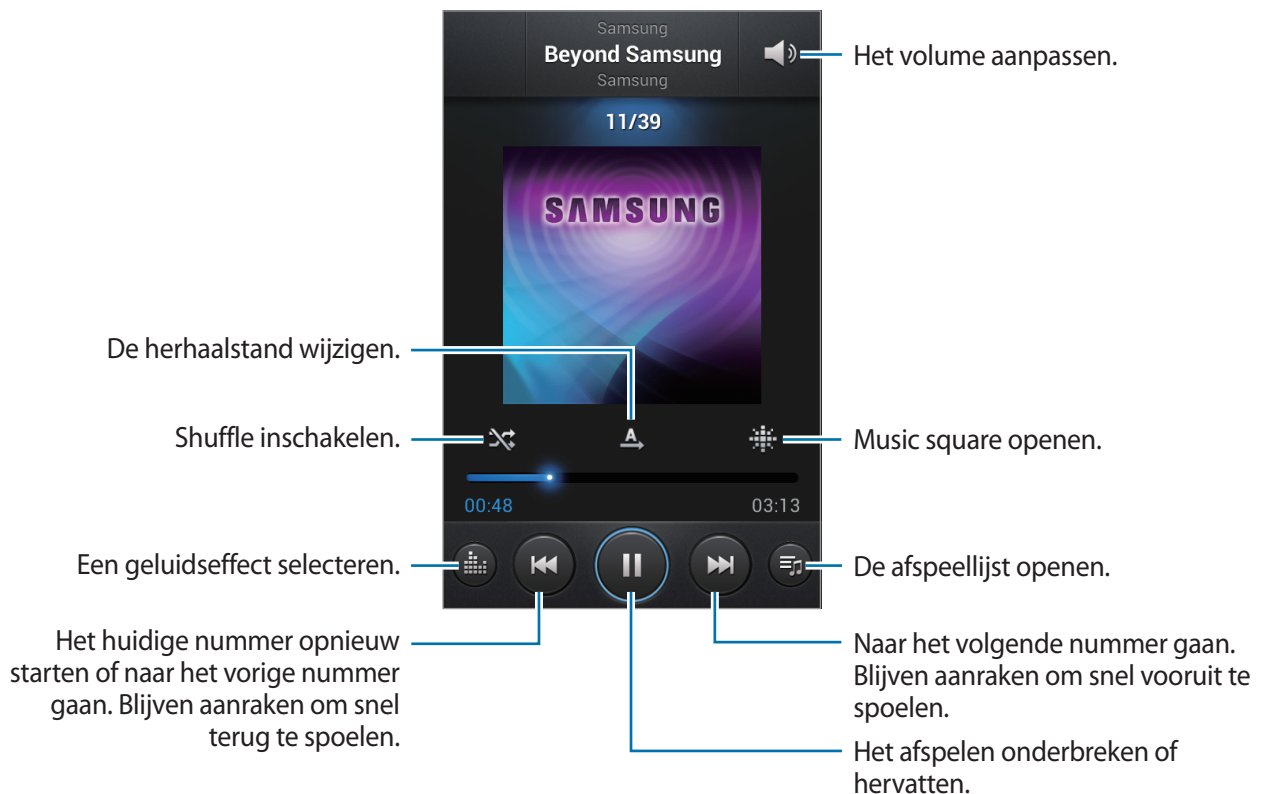 Samsung
Beyond Samsung
Samsung
Het volume aanpassen.
11/39
SAMSUNG
De herhaalstand wijzigen.
A
Shuffle inschakelen.
Music square openen.
00:48
03:13
Een geluidseffect selecteren.
De afspeellijst openen.
Het huidige nummer opnieuw
starten of naar het vorige nummer
gaan. Blijven aanraken om snel
terug te spoelen.
Naar het volgende nummer gaan.
Blijven aanraken om snel vooruit te
spoelen.
Het afspelen onderbreken of
hervatten.